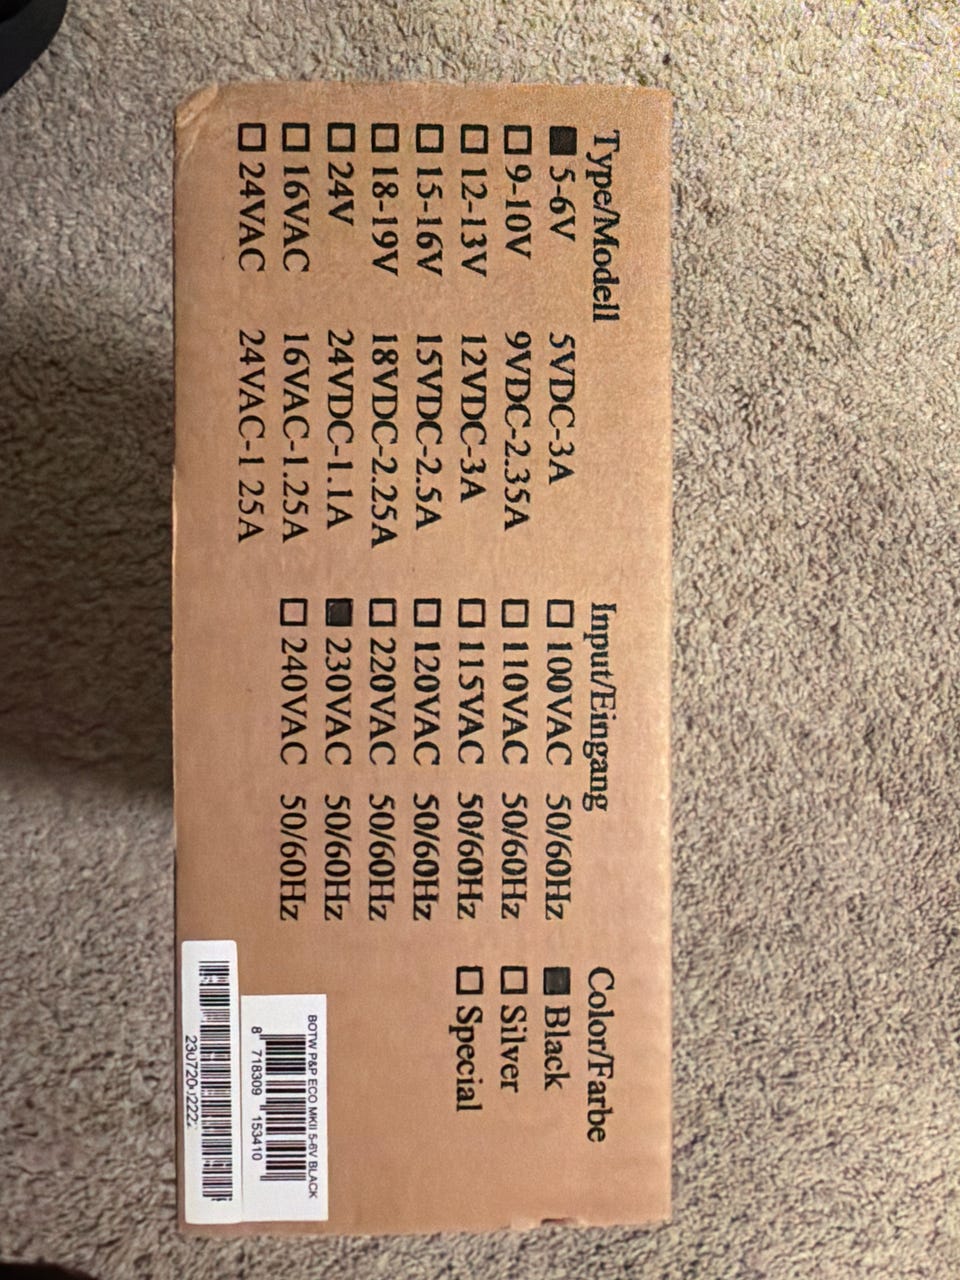 Type/Modell Input/Eingang Color/Farbe
■ 5-6V 5VDC-3A □ 100VAC 50/60Hz ■ Black
□ 9-10V 9VDC-2.35A □ 110VAC 50/60Hz □ Silver
□ 12-13V 12VDC-3A □ 115VAC 50/60Hz □ Special
□ 15-16V 15VDC-2.5A □ 120VAC 50/60Hz
□ 18-19V 18VDC-2.25A □ 220VAC 50/60Hz
□ 24V 24VDC-1.1A ■ 230VAC 50/60Hz
□ 16VAC 16VAC-1.25A □ 240VAC 50/60Hz
□ 24VAC 24VAC-1 25A
BOTW P&P ECO MKII 5-6V BLACK
8 718309 153410